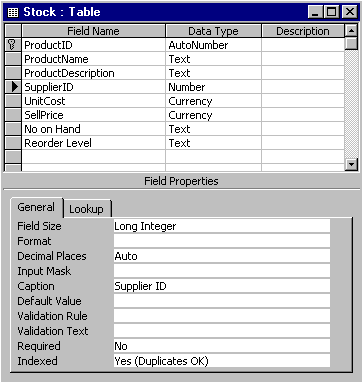 Stock : Table
Field Name Data Type Description
ProductID AutoNumber
ProductName Text
ProductDescription Text
SupplierID Number
UnitCost Currency
SellPrice Currency
No on Hand Text
Reorder Level Text
Field Properties
General Lookup
Field Size Long Integer
Format
Decimal Places Auto
Input Mask
Caption Supplier ID
Default Value
Validation Rule
Validation Text
Required No
Indexed Yes (Duplicates OK)